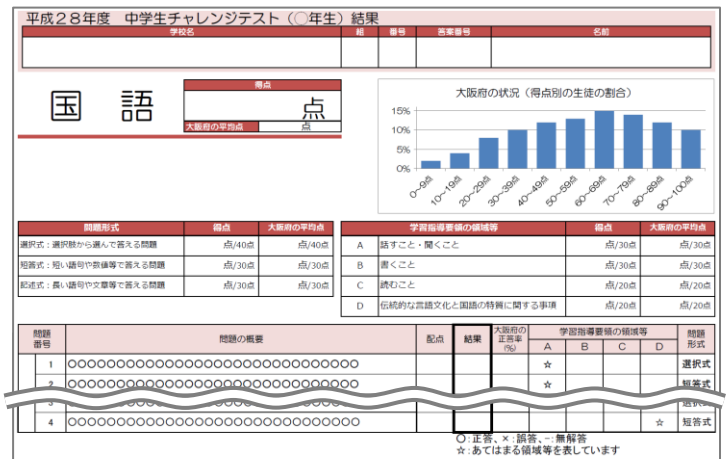 平成２８年度　中学生チャレンジテスト（○年生）結果
学校名 組 番号 答案番号 名前
国　語
得点
点
大阪府の平均点 点
大阪府の状況（得点別の生徒の割合）
15%
10%
5%
0%
0～9点 10～19点 20～29点 30～39点 40～49点 50～59点 60～69点 70～79点 80～89点 90～100点
問題形式 得点 大阪府の平均点
選択式：選択肢から選んで答える問題 点/40点 点/40点
短答式：短い語句や数値等で答える問題 点/30点 点/30点
記述式：長い語句や文章等で答える問題 点/30点 点/30点
学習指導要領の領域等 得点 大阪府の平均点
A 話すこと・聞くこと 点/30点 点/30点
B 書くこと 点/30点 点/30点
C 読むこと 点/20点 点/20点
D 伝統的な言語文化と国語の特質に関する事項 点/20点 点/20点
問題番号 問題の概要 配点 結果 大阪府の正答率(%) 学習指導要領の領域等 問題形式
A B C D
1 ○○○○○○○○○○○○○○○○○○○○○○○○○○○○○○ ☆ 選択式
2 ○○○○○○○○○○○○○○○○○○○○○○○○○○○○○○ ☆ 短答式
3 ○○○○○○○○○○○○○○○○○○○○○○○○○○○○○○ 選択式
4 ○○○○○○○○○○○○○○○○○○○○○○○○○○○○○○ ☆ 短答式
○：正答、×：誤答、－：無解答
☆：あてはまる領域等を表しています